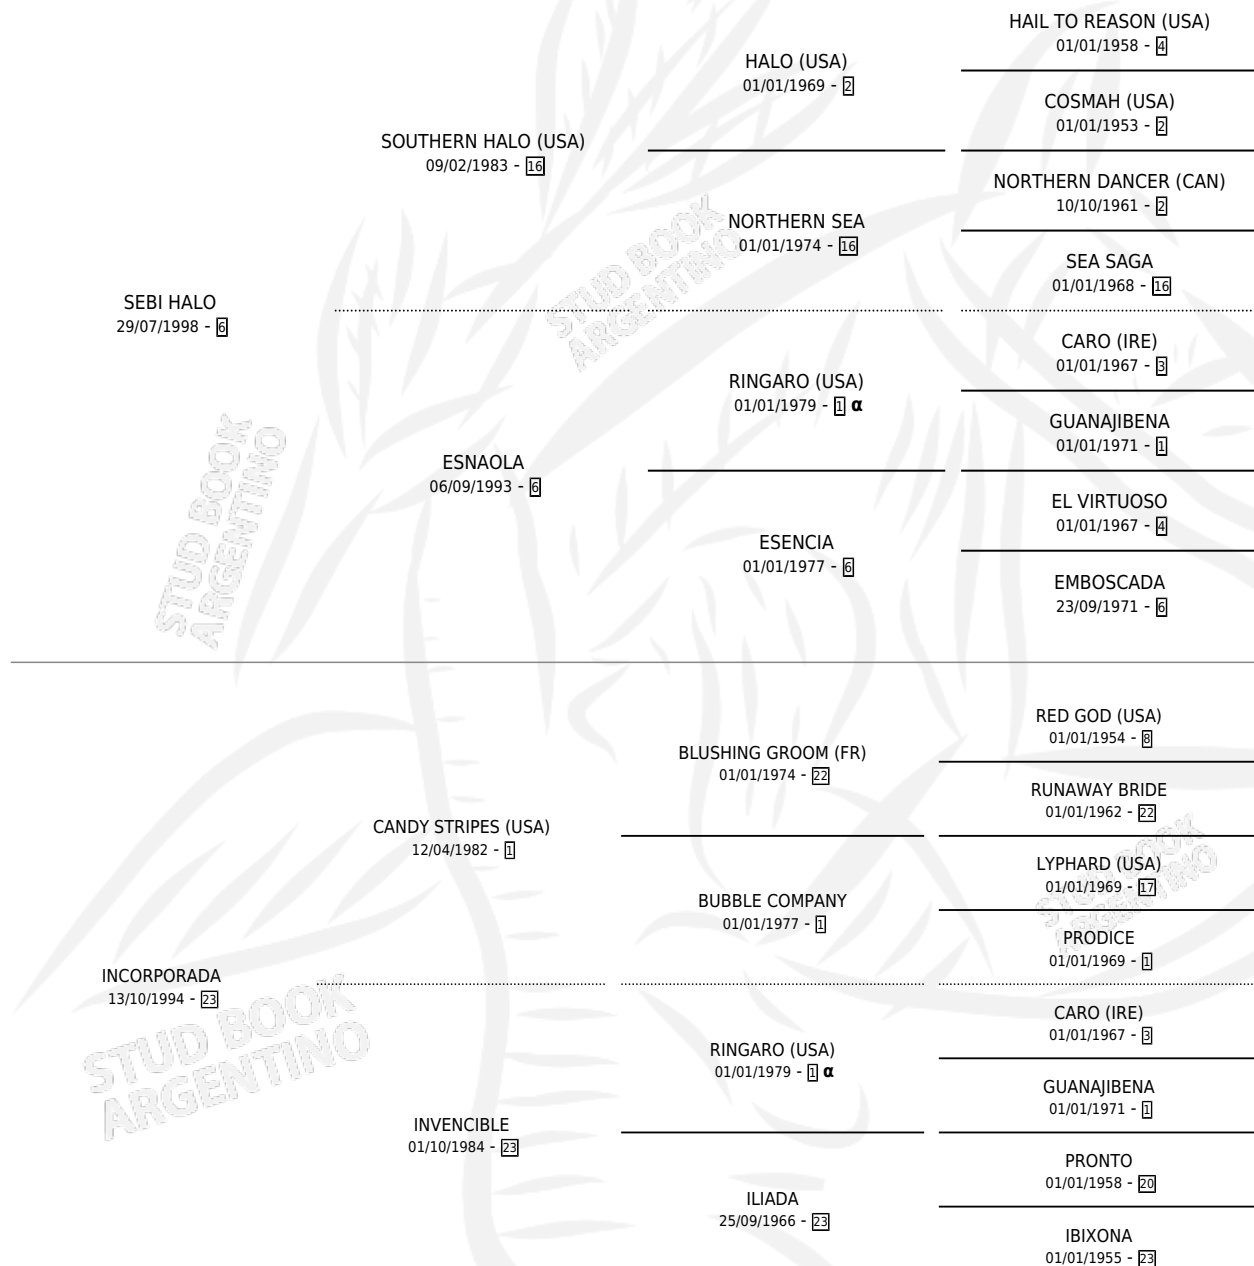 HAIL TO REASON (USA)
01/01/1958 - 4
HALO (USA)
01/01/1969 - 2
COSMAH (USA)
01/01/1953 - 2
SOUTHERN HALO (USA)
09/02/1983 - 16
NORTHERN DANCER (CAN)
10/10/1961 - 2
NORTHERN SEA
01/01/1974 - 16
SEA SAGA
01/01/1968 - 16
SEBI HALO
29/07/1998 - 6
STUD BOOK
ARGENTINO
CARO (IRE)
01/01/1967 - 3
RINGARO (USA)
01/01/1979 - 1 α
GUANAJIBENA
01/01/1971 - 1
ESNAOLA
06/09/1993 - 6
EL VIRTUOSO
01/01/1967 - 4
ESENCIA
01/01/1977 - 6
EMBOSCADA
23/09/1971 - 6
STUD BOOK
ARGENTINO
RED GOD (USA)
01/01/1954 - 8
BLUSHING GROOM (FR)
01/01/1974 - 22
RUNAWAY BRIDE
01/01/1962 - 22
CANDY STRIPES (USA)
12/04/1982 - 1
LYPHARD (USA)
01/01/1969 - 17
BUBBLE COMPANY
01/01/1977 - 1
PRODICE
01/01/1969 - 1
STUD BOOK
ARGENTINO
INCORPORADA
13/10/1994 - 23
STUD BOOK
ARGENTINO
CARO (IRE)
01/01/1967 - 3
RINGARO (USA)
01/01/1979 - 1 α
GUANAJIBENA
01/01/1971 - 1
INVENCIBLE
01/10/1984 - 23
PRONTO
01/01/1958 - 20
ILIADA
25/09/1966 - 23
IBIXONA
01/01/1955 - 23